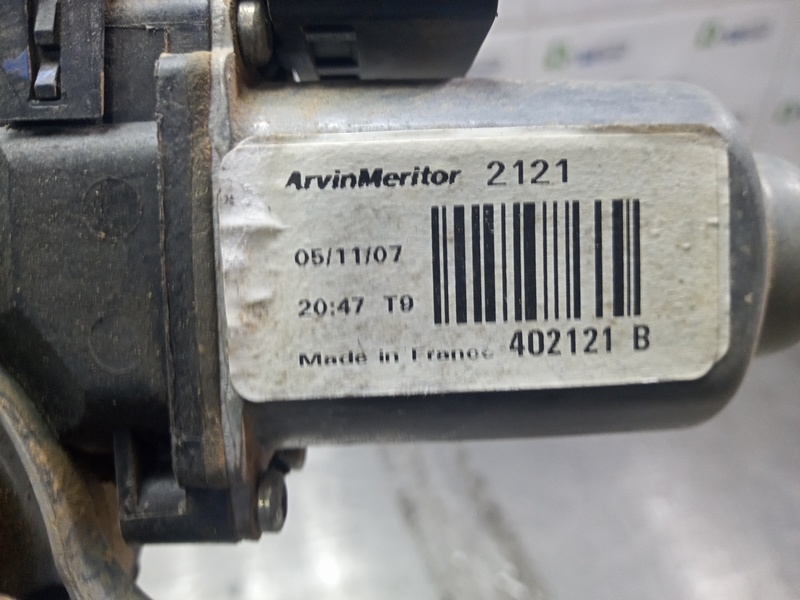 ArvinMeritor 2121
05/11/07
20:47 T9
Made in France 402121 B